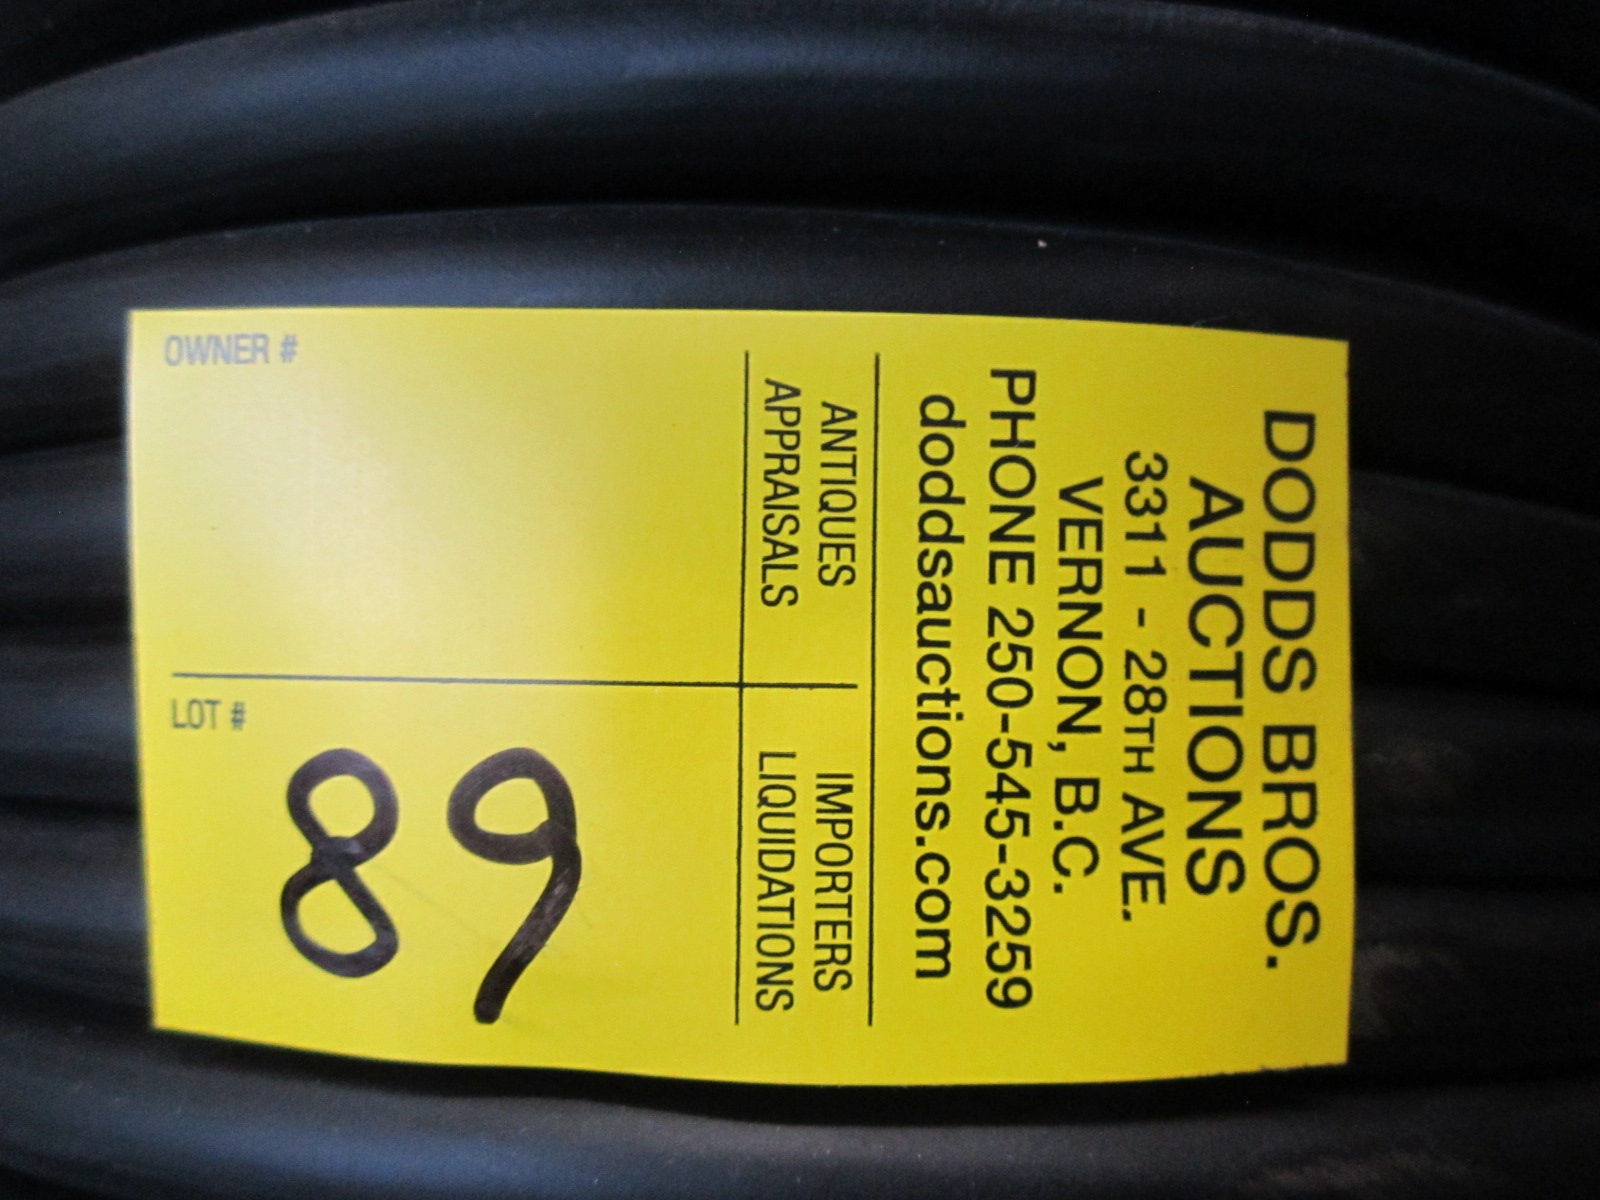 DODDS BROS.
AUCTIONS
3311 - 28TH AVE.
VERNON, B.C.
PHONE 250-545-3259
doddsauctions.com
ANTIQUES
APPRAISALS
IMPORTERS
LIQUIDATIONS
OWNER #
LOT #
89